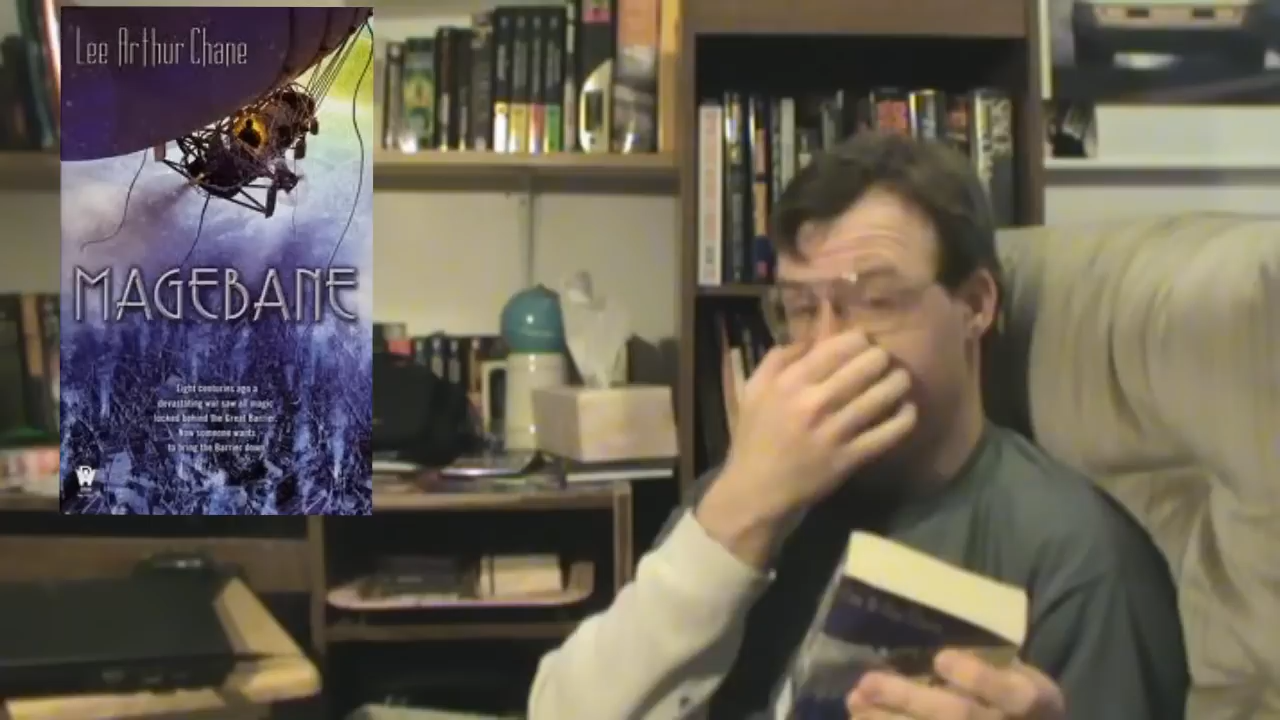 Lee Arthur Chane
MAGEBANE
Eight centuries ago a
devastating war saw all magic
locked behind the Great Barrier.
Now someone wants
to bring the Barrier down